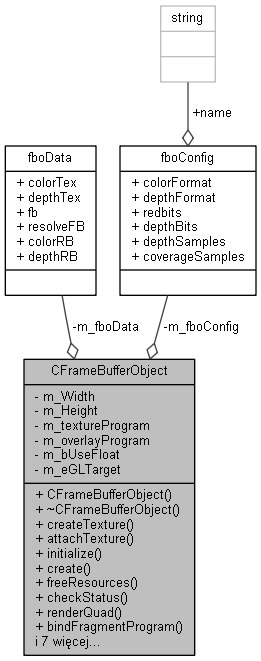 string
+name
fboData
+ colorTex
+ depthTex
+ fb
+ resolveFB
+ colorRB
+ depthRB
fboConfig
+ colorFormat
+ depthFormat
+ redbits
+ depthBits
+ depthSamples
+ coverageSamples
-m_fboData
-m_fboConfig
CFrameBufferObject
- m_Width
- m_Height
- m_textureProgram
- m_overlayProgram
- m_bUseFloat
- m_eGLTarget
+ CFrameBufferObject()
+ ~CFrameBufferObject()
+ createTexture()
+ attachTexture()
+ initialize()
+ create()
+ freeResources()
+ checkStatus()
+ renderQuad()
+ bindFragmentProgram()
i 7 więcej...